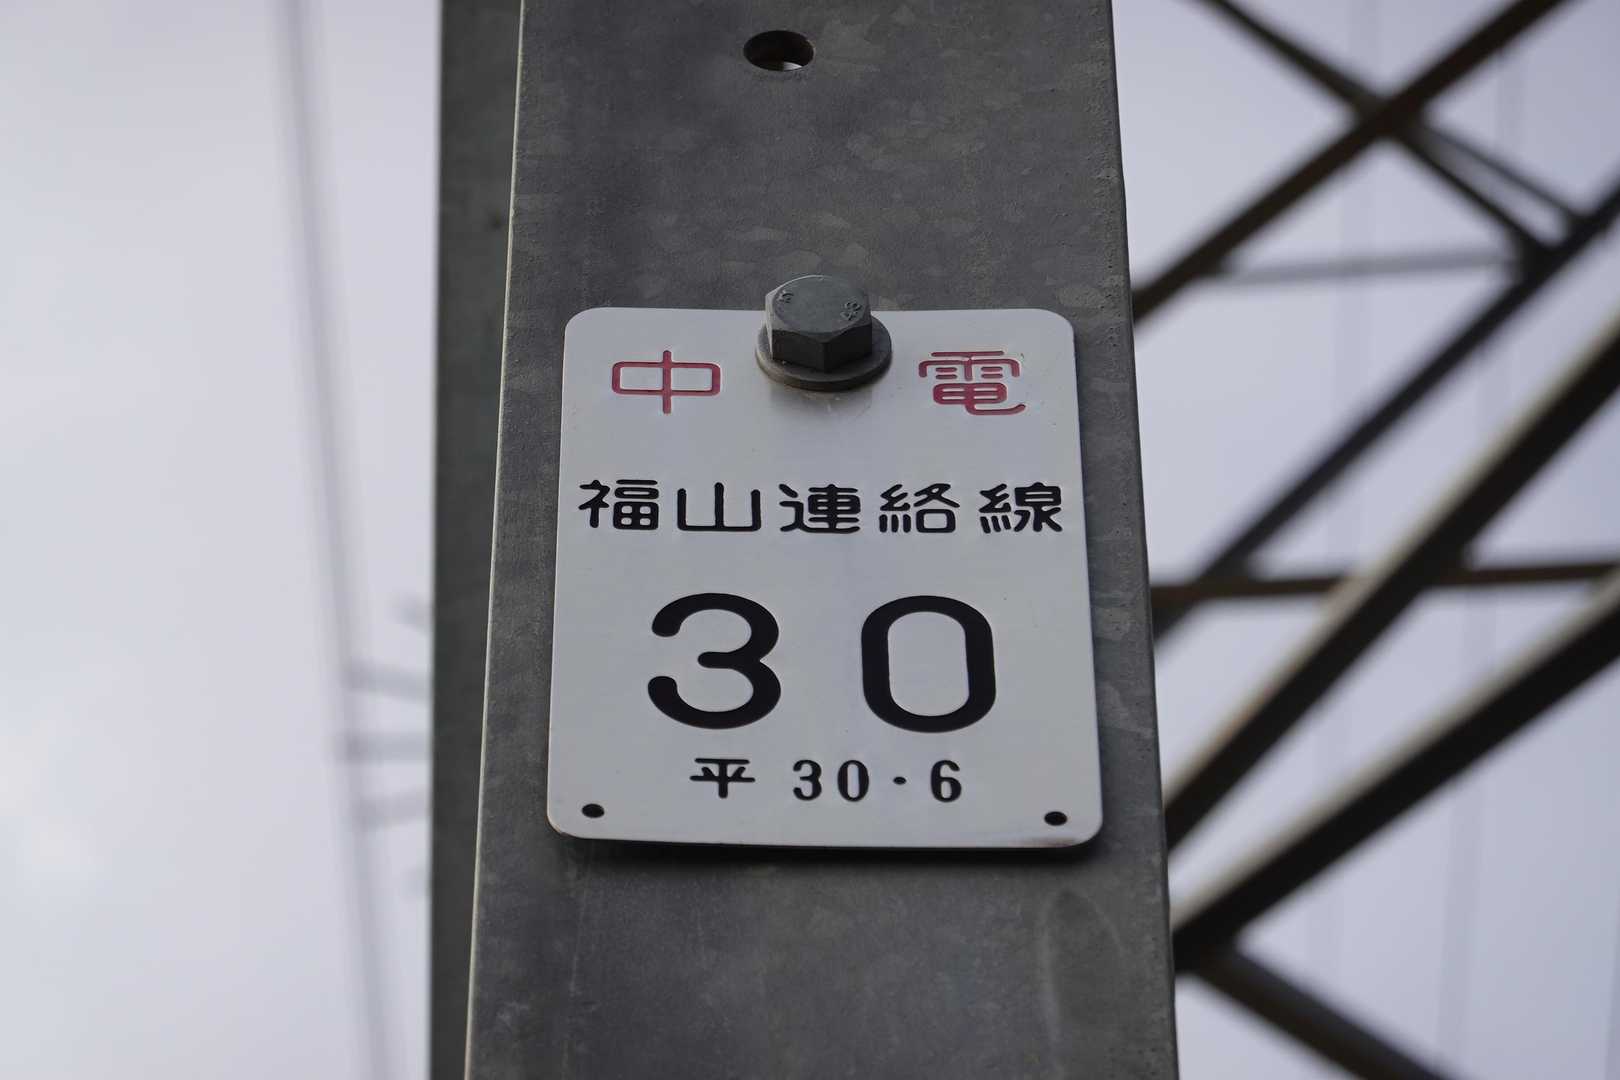 中 電
福山連絡線
30
平 30・6